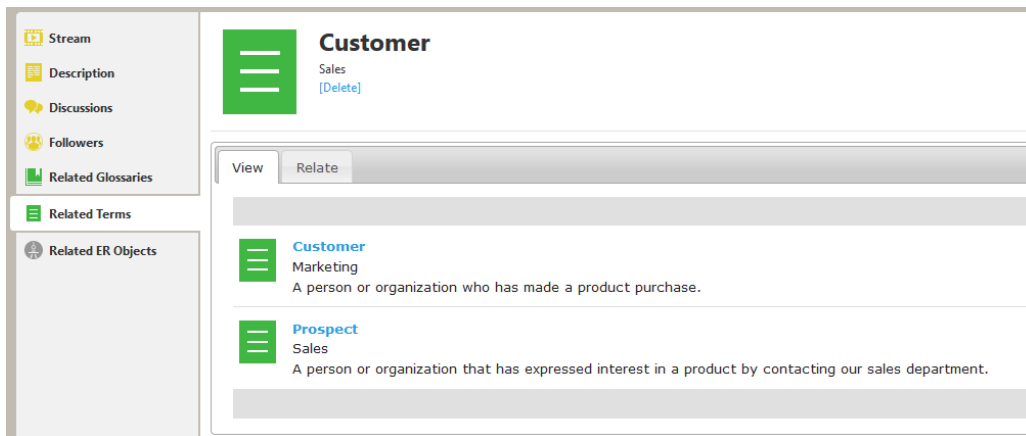 Stream
Description
Discussions
Followers
Related Glossaries
Related Terms
Related ER Objects
Customer
Sales
[Delete]
View
Relate
Customer
Marketing
A person or organization who has made a product purchase.
Prospect
Sales
A person or organization that has expressed interest in a product by contacting our sales department.